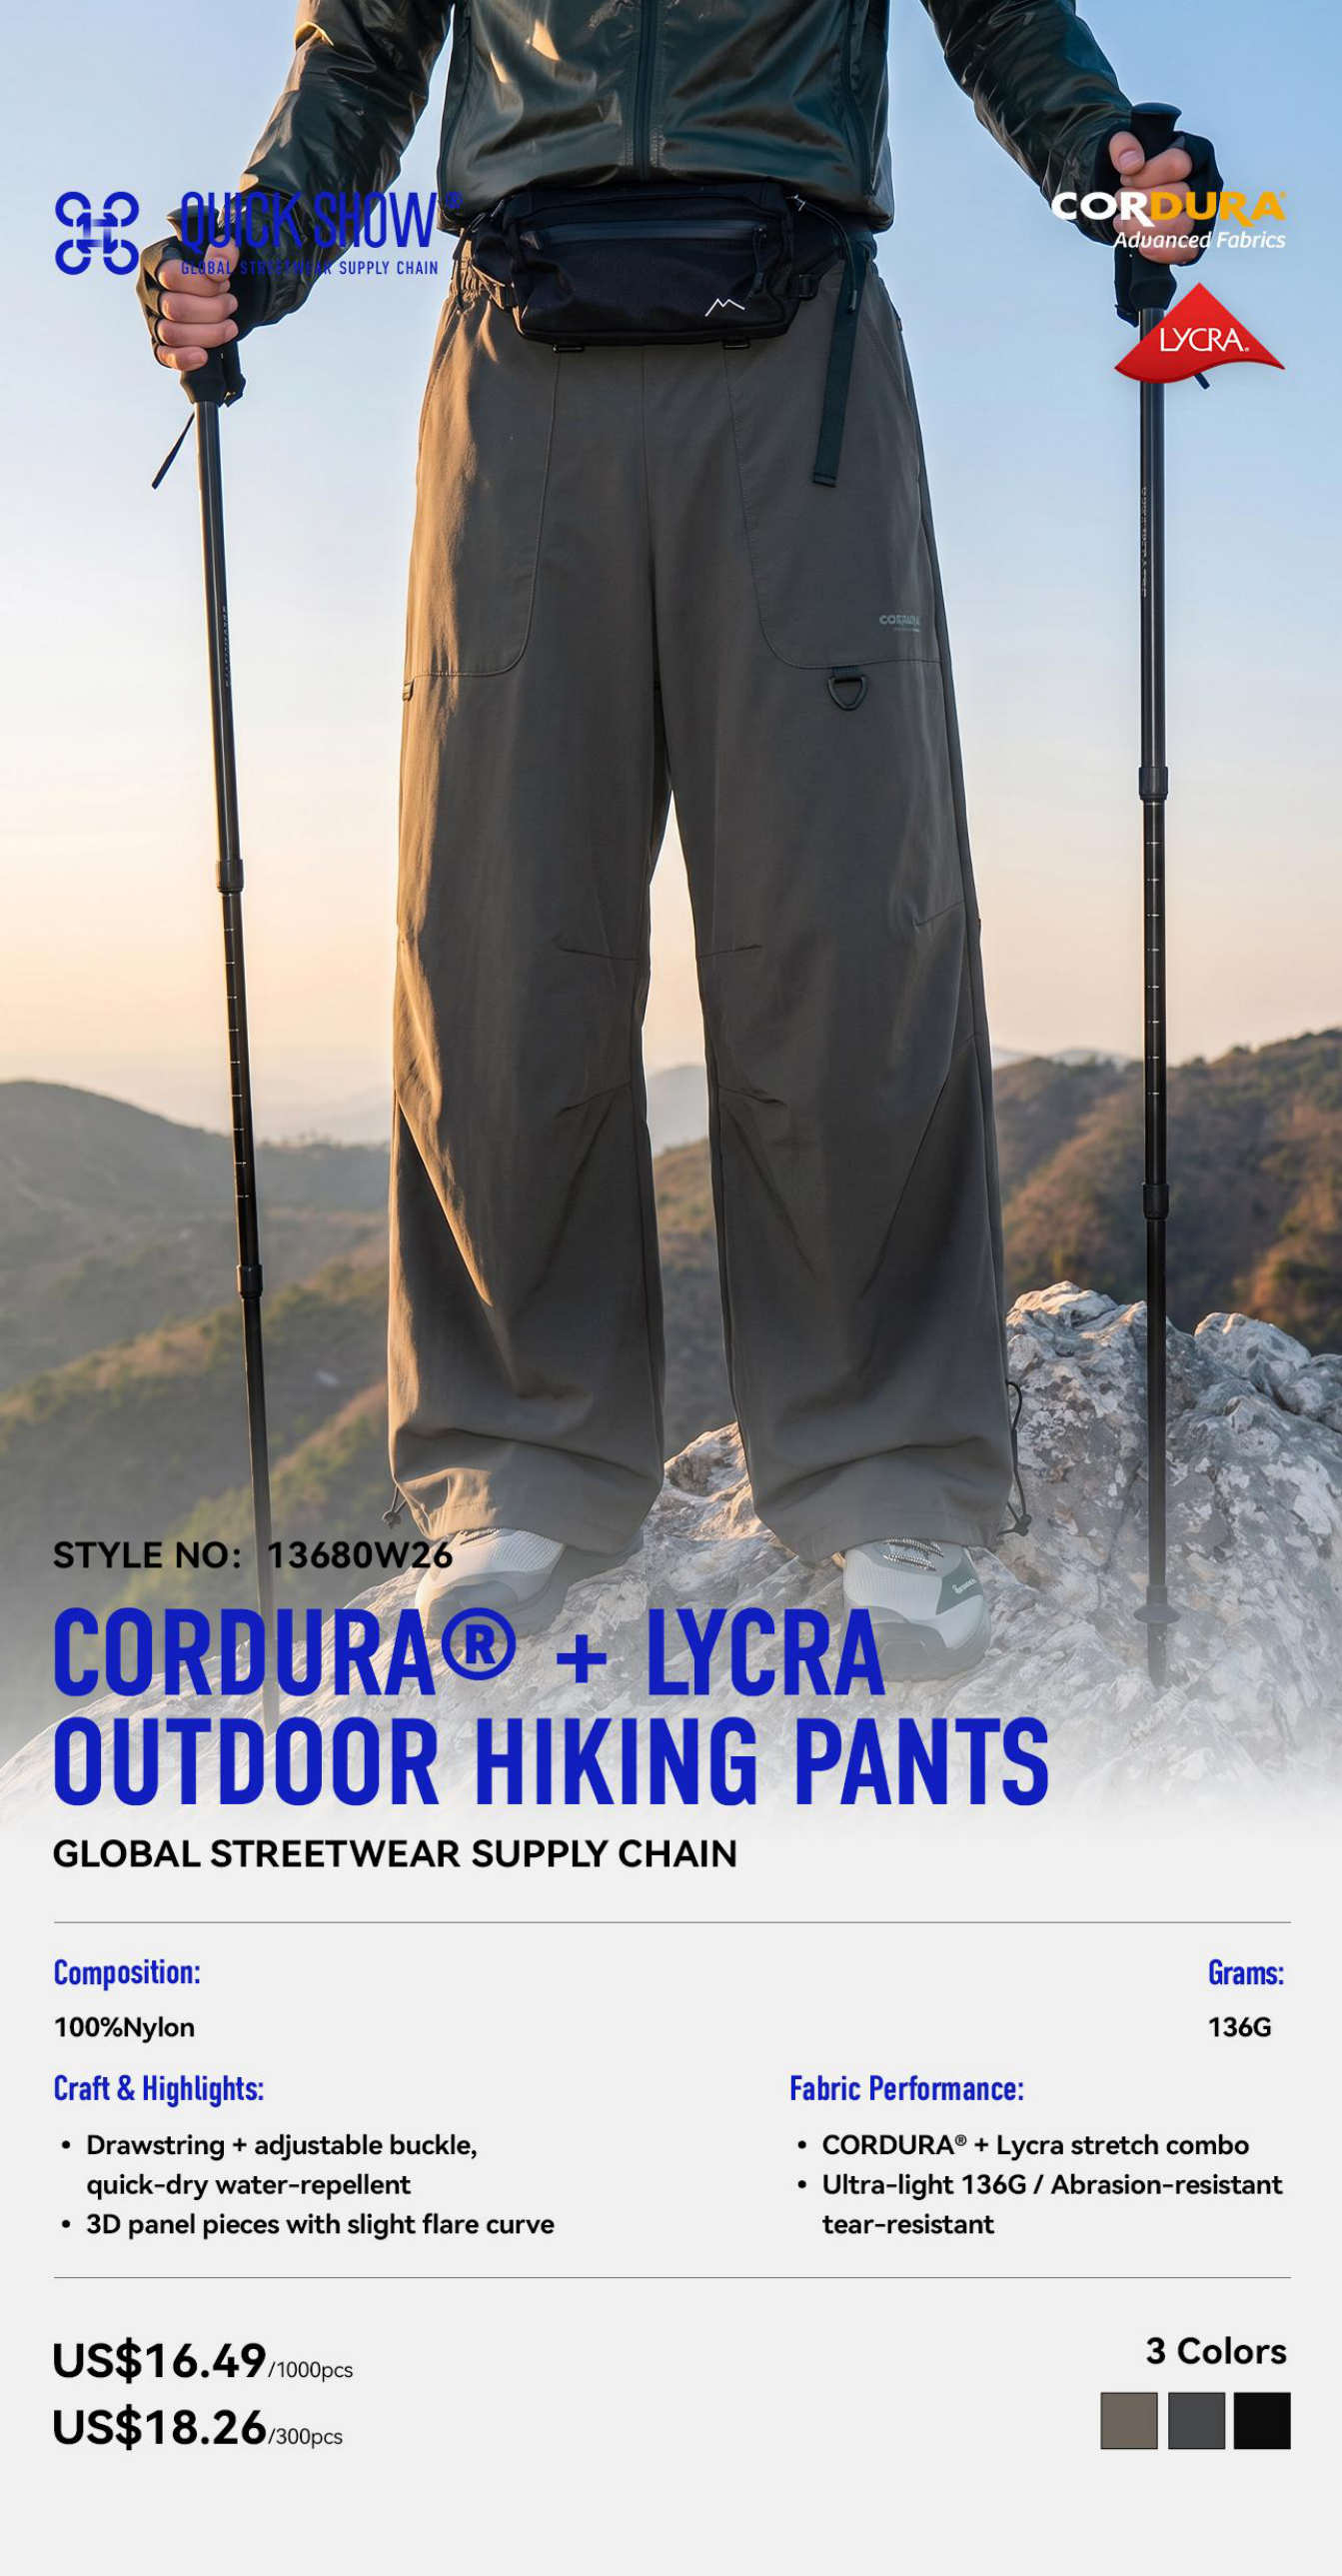 QUICK SHOW®
GLOBAL STREETWEAR SUPPLY CHAIN
CORDURA®
Advanced Fabrics
LYCRA®
CORDURA
STYLE NO: 13680W26
CORDURA® + LYCRA
OUTDOOR HIKING PANTS
GLOBAL STREETWEAR SUPPLY CHAIN
Composition:
100%Nylon
Grams:
136G
Craft & Highlights:
• Drawstring + adjustable buckle,
quick-dry water-repellent
• 3D panel pieces with slight flare curve
Fabric Performance:
• CORDURA® + Lycra stretch combo
• Ultra-light 136G / Abrasion-resistant
tear-resistant
US$16.49/1000pcs
US$18.26/300pcs
3 Colors